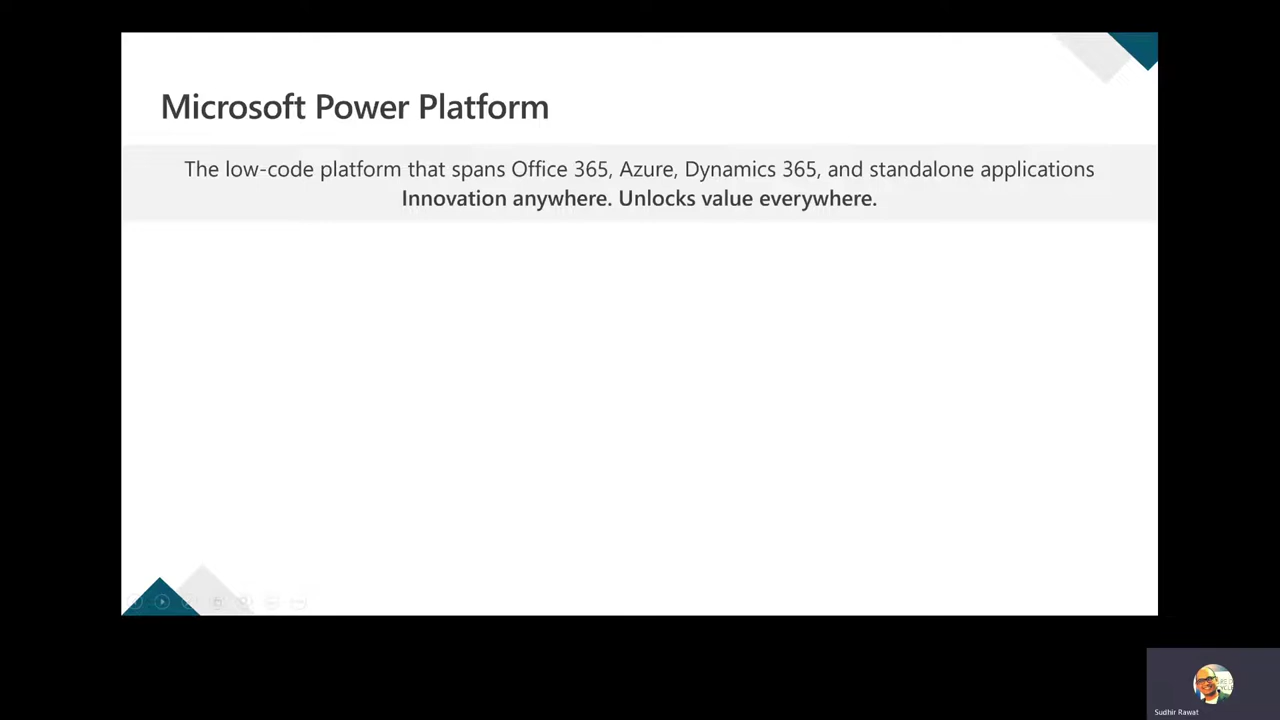 Microsoft Power Platform
The low-code platform that spans Office 365, Azure, Dynamics 365, and standalone applications
Innovation anywhere. Unlocks value everywhere.
Sudhir Rawat